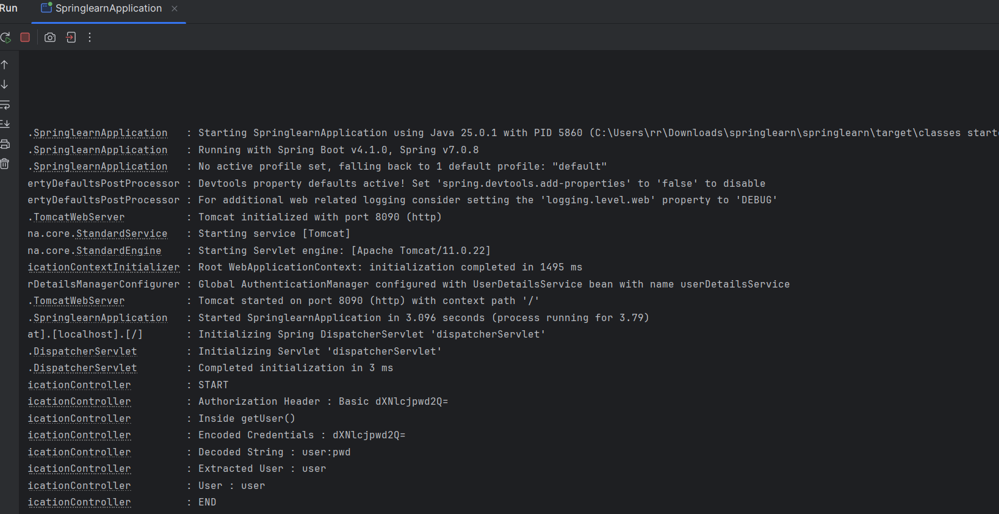 Run SpringlearnApplication
.SpringlearnApplication : Starting SpringlearnApplication using Java 25.0.1 with PID 5860 (C:\Users\rr\Downloads\springlearn\springlearn\target\classes start
.SpringlearnApplication : Running with Spring Boot v4.1.0, Spring v7.0.8
.SpringlearnApplication : No active profile set, falling back to 1 default profile: "default"
ertyDefaultsPostProcessor : Devtools property defaults active! Set 'spring.devtools.add-properties' to 'false' to disable
ertyDefaultsPostProcessor : For additional web related logging consider setting the 'logging.level.web' property to 'DEBUG'
.TomcatWebServer : Tomcat initialized with port 8090 (http)
na.core.StandardService : Starting service [Tomcat]
na.core.StandardEngine : Starting Servlet engine: [Apache Tomcat/11.0.22]
icationContextInitializer : Root WebApplicationContext: initialization completed in 1495 ms
rDetailsManagerConfigurer : Global AuthenticationManager configured with UserDetailsService bean with name userDetailsService
.TomcatWebServer : Tomcat started on port 8090 (http) with context path '/'
.SpringlearnApplication : Started SpringlearnApplication in 3.096 seconds (process running for 3.79)
at].[localhost].[/] : Initializing Spring DispatcherServlet 'dispatcherServlet'
.DispatcherServlet : Initializing Servlet 'dispatcherServlet'
.DispatcherServlet : Completed initialization in 3 ms
icationController : START
icationController : Authorization Header : Basic dXNlcjpwd2Q=
icationController : Inside getUser()
icationController : Encoded Credentials : dXNlcjpwd2Q=
icationController : Decoded String : user:pwd
icationController : Extracted User : user
icationController : User : user
icationController : END